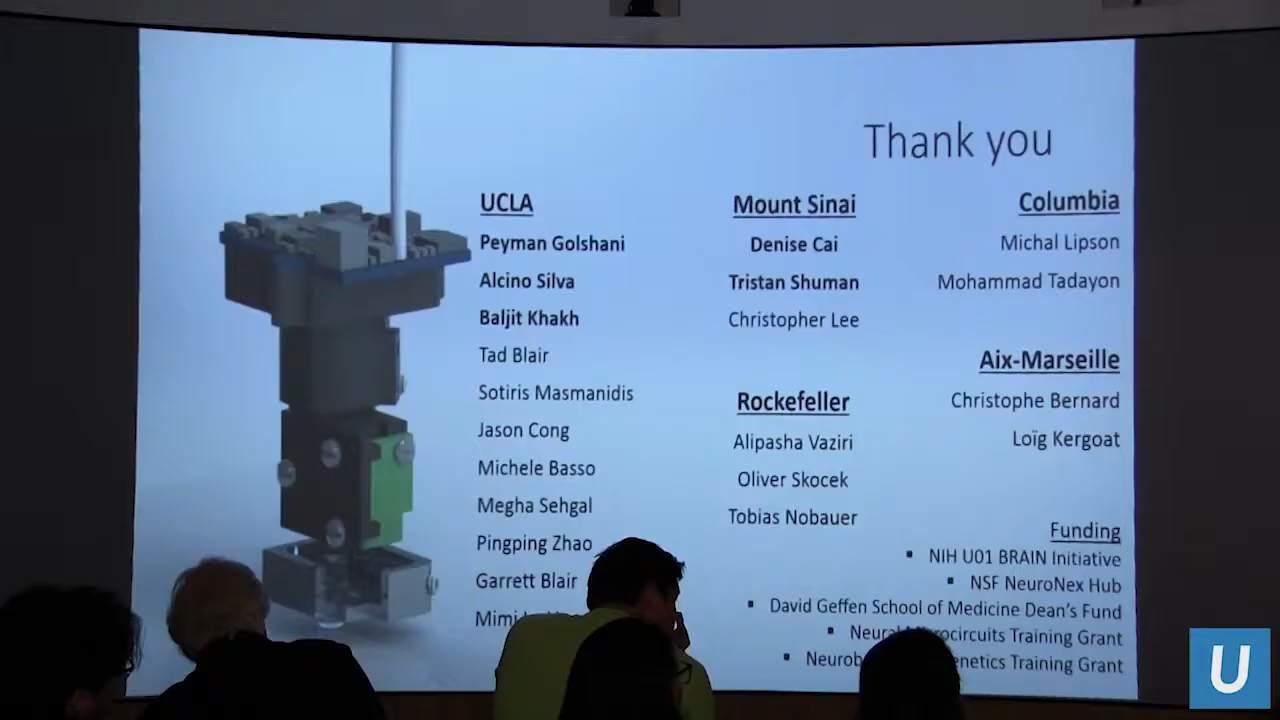 Thank you
UCLA
Peyman Golshani
Alcino Silva
Baljit Khakh
Tad Blair
Sotiris Masmanidis
Jason Cong
Michele Basso
Megha Sehgal
Pingping Zhao
Garrett Blair
Mimi
Mount Sinai
Denise Cai
Tristan Shuman
Christopher Lee
Rockefeller
Alipasha Vaziri
Oliver Skocek
Tobias Nobauer
Columbia
Michal Lipson
Mohammad Tadayon
Aix-Marseille
Christophe Bernard
Loïg Kergoat
Funding
▪ NIH U01 BRAIN Initiative
▪ NSF NeuroNex Hub
▪ David Geffen School of Medicine Dean's Fund
▪ Training Grant
▪ Training Grant
U